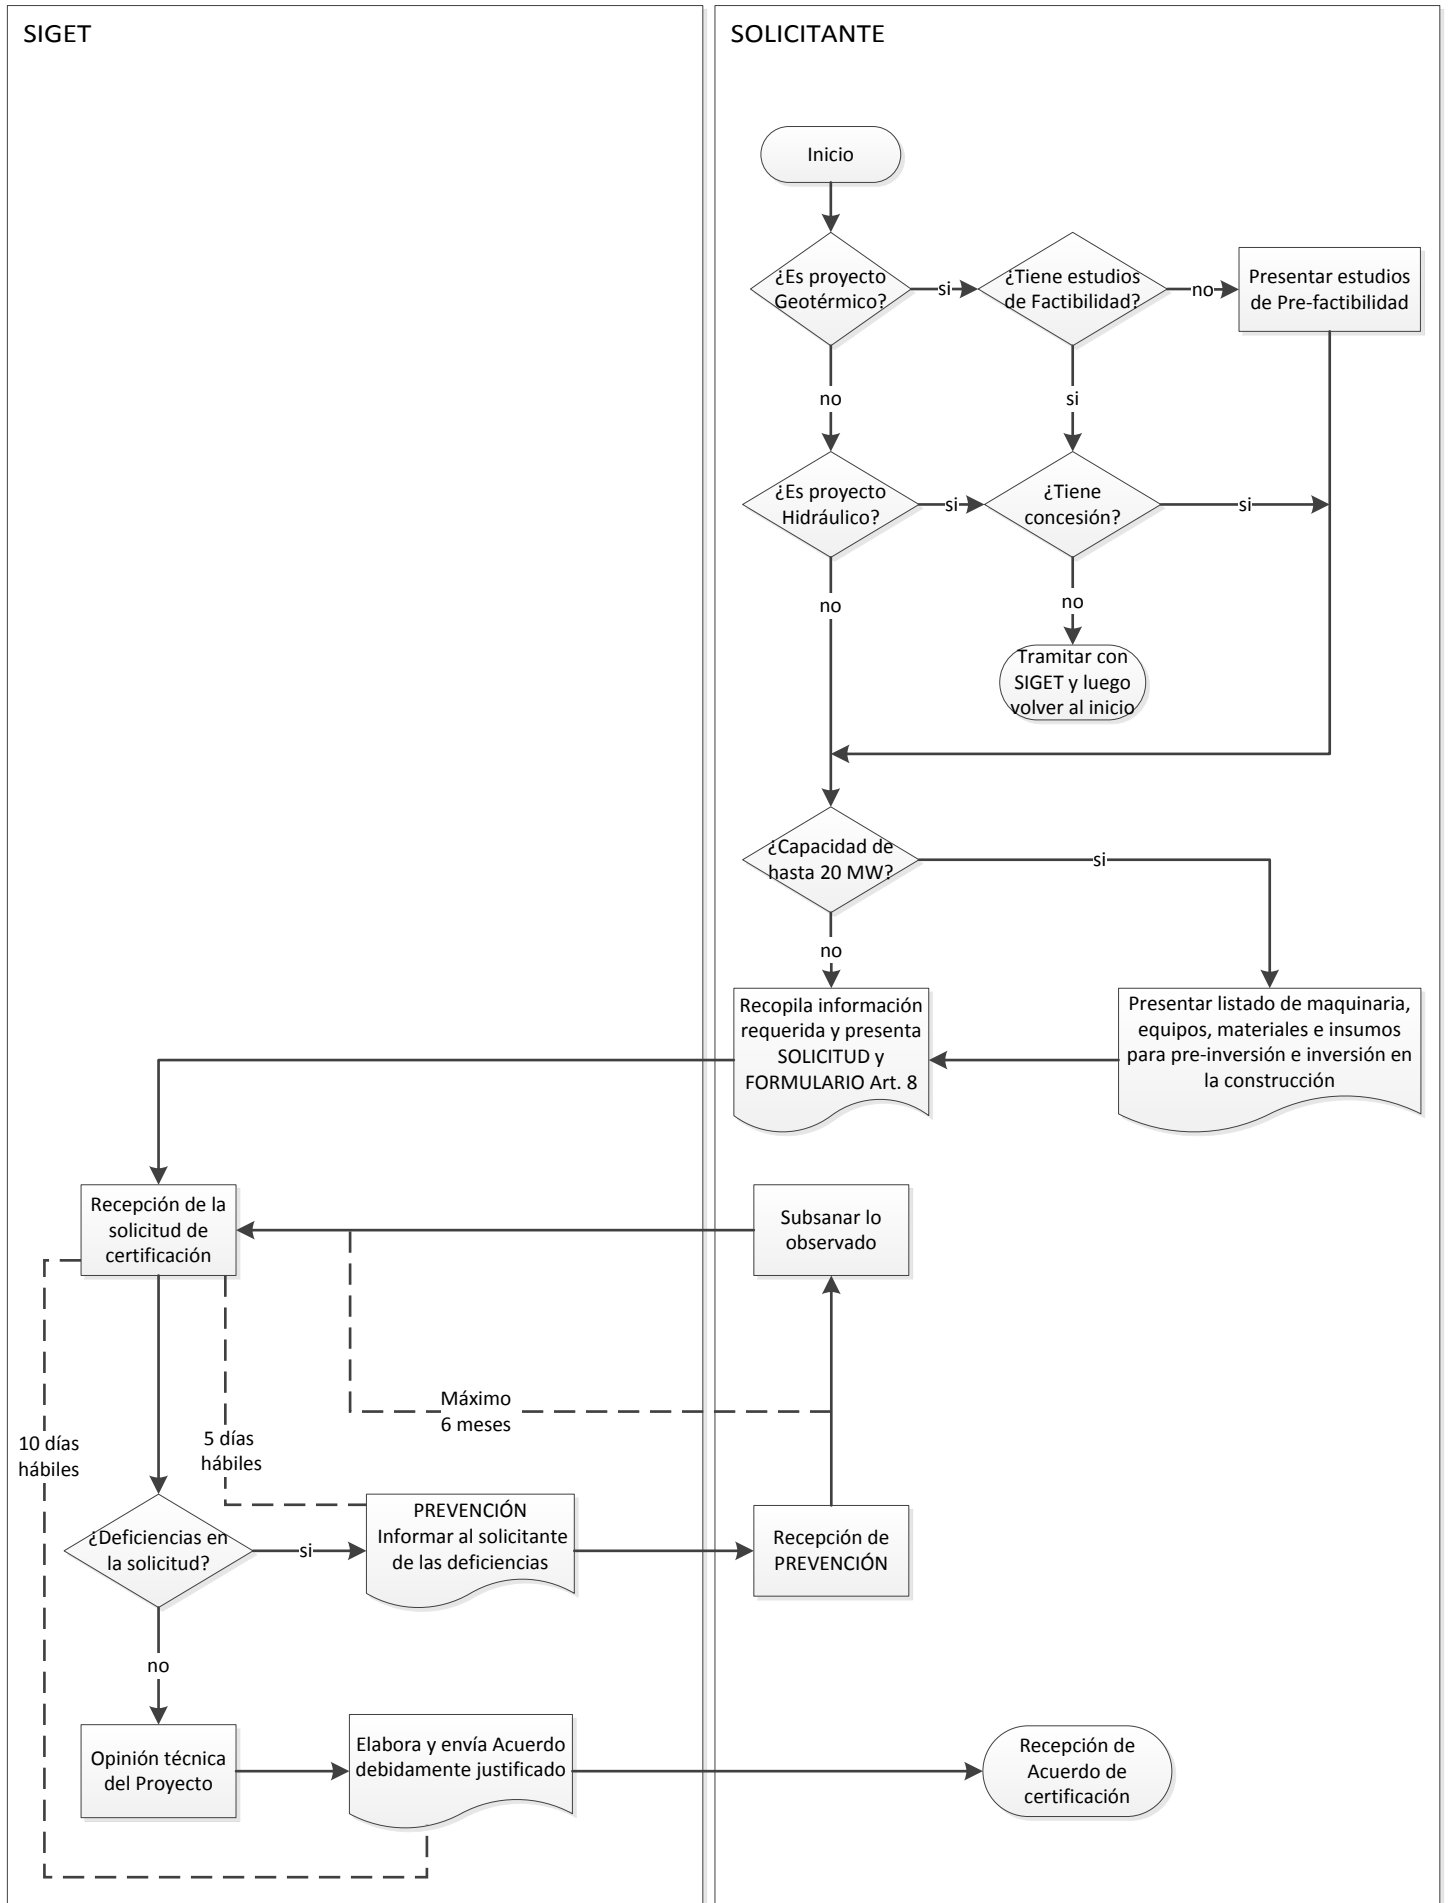 SIGET
SOLICITANTE
Inicio
¿Es proyecto
Geotérmico?
si
¿Tiene estudios
de Factibilidad?
no
Presentar estudios
de Pre-factibilidad
no
si
¿Es proyecto
Hidráulico?
si
¿Tiene
concesión?
si
no
no
Tramitar con
SIGET y luego
volver al inicio
¿Capacidad de
hasta 20 MW?
si
no
Recopila información
requerida y presenta
SOLICITUD y
FORMULARIO Art. 8
Presentar listado de maquinaria,
equipos, materiales e insumos
para pre-inversión e inversión en
la construcción
Recepción de la
solicitud de
certificación
Subsanar lo
observado
Máximo
6 meses
10 días
hábiles
5 días
hábiles
¿Deficiencias en
la solicitud?
si
PREVENCIÓN
Informar al solicitante
de las deficiencias
Recepción de
PREVENCIÓN
no
Opinión técnica
del Proyecto
Elabora y envía Acuerdo
debidamente justificado
Recepción de
Acuerdo de
certificación